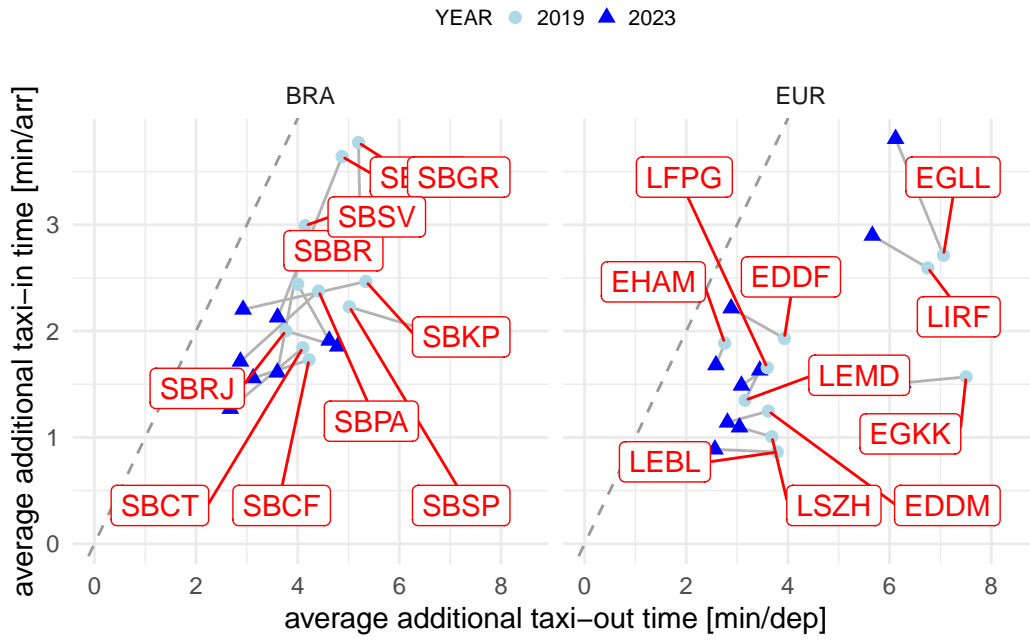 YEAR 2019 2023
BRA
EUR
average additional taxi−in time [min/arr]
SBGR
LFPG
EGLL
SBSV
SBBR
EHAM
EDDF
LIRF
SBKP
SBRJ
LEMD
SBPA
EGKK
LEBL
SBCT
SBCF
SBSP
LSZH
EDDM
3
2
1
0
0 2 4 6 8
0 2 4 6 8
average additional taxi−out time [min/dep]